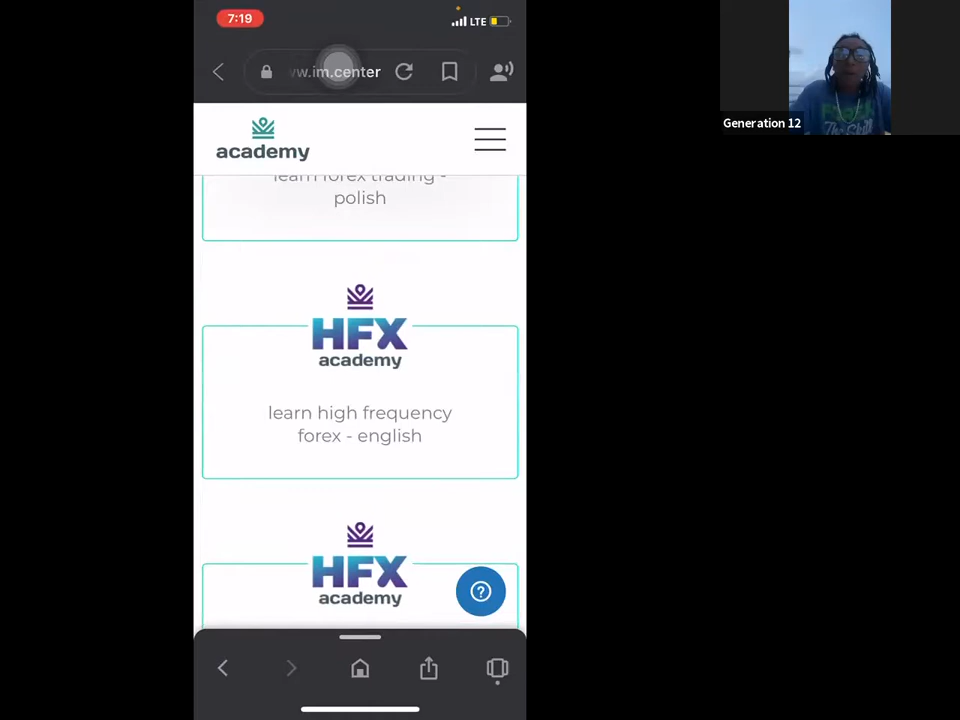 7:19
LTE
w.im.center
academy
learn forex trading -
polish
HFX
academy
learn high frequency
forex - english
HFX
academy
Generation 12